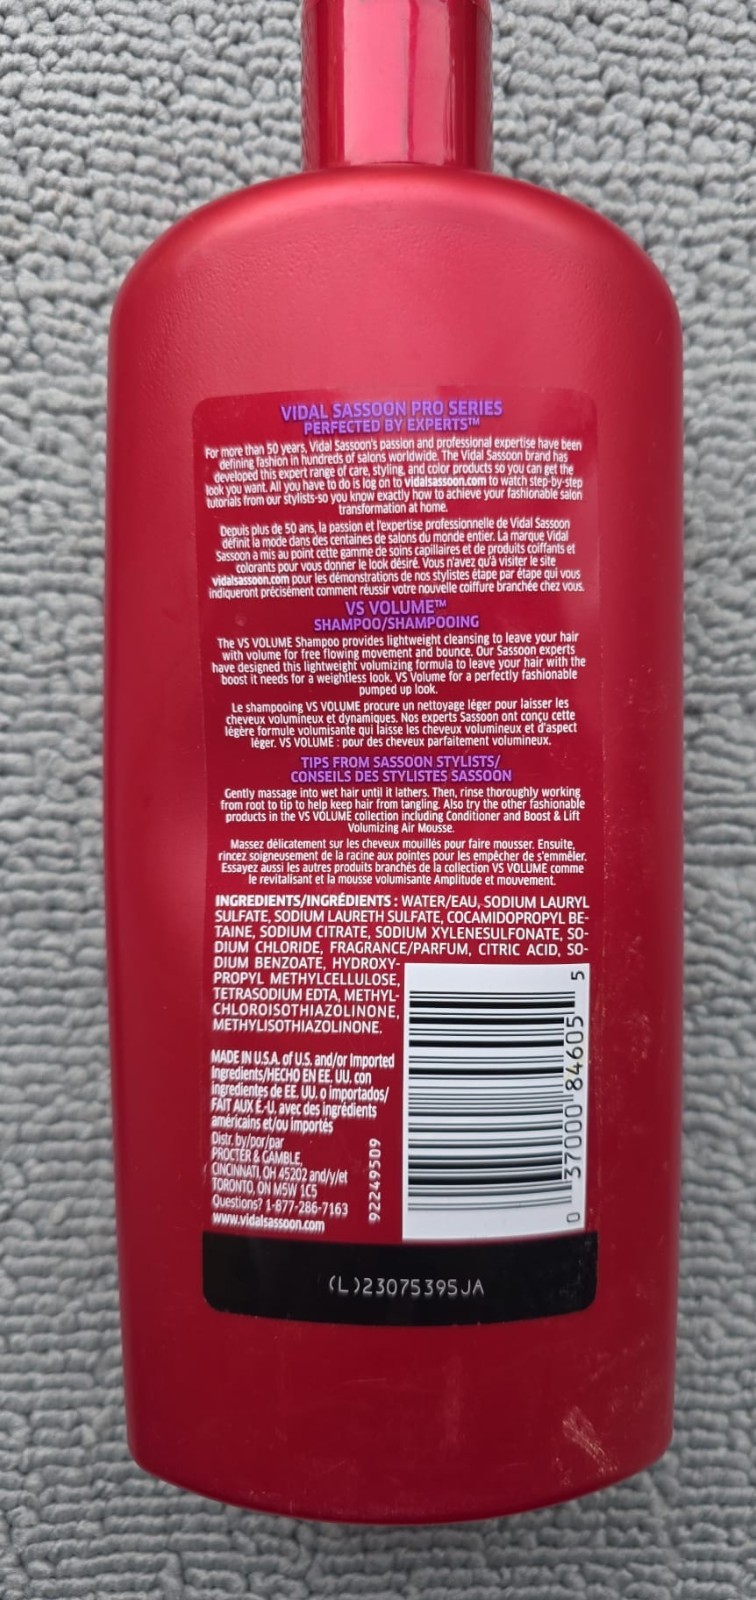 VIDAL SASSOON PRO SERIES
PERFECTED BY EXPERTS™
For more than 50 years, Vidal Sassoon's passion and professional expertise have been
defining fashion in hundreds of salons worldwide. The Vidal Sassoon brand has
developed this expert range of care, styling, and color products so you can get the
look you want. All you have to do is log on to vidalsassoon.com to watch step-by-step
tutorials from our stylists-so you know exactly how to achieve your fashionable salon
transformation at home.
Depuis plus de 50 ans, la passion et l'expertise professionnelle de Vidal Sassoon
définit la mode dans des centaines de salons du monde entier. La marque Vidal
Sassoon a mis au point cette gamme de soins capillaires et de produits coiffants et
colorants pour vous donner le look désiré. Vous n'avez qu'à visiter le site
vidalsassoon.com pour les démonstrations de nos stylistes étape par étape qui vous
indiqueront précisément comment réussir votre nouvelle coiffure branchée chez vous.
VS VOLUME™
SHAMPOO/SHAMPOOING
The VS VOLUME Shampoo provides lightweight cleansing to leave your hair
with volume for free flowing movement and bounce. Our Sassoon experts
have designed this lightweight volumizing formula to leave your hair with the
boost it needs for a weightless look. VS Volume for a perfectly fashionable
pumped up look.
Le shampooing VS VOLUME procure un nettoyage léger pour laisser les
cheveux volumineux et dynamiques. Nos experts Sassoon ont conçu cette
légère formule volumisante qui laisse les cheveux volumineux et d'aspect
léger. VS VOLUME : pour des cheveux parfaitement volumineux.
TIPS FROM SASSOON STYLISTS/
CONSEILS DES STYLISTES SASSOON
Gently massage into wet hair until it lathers. Then, rinse thoroughly working
from root to tip to help keep hair from tangling. Also try the other fashionable
products in the VS VOLUME collection including Conditioner and Boost & Lift
Volumizing Air Mousse.
Massez délicatement sur les cheveux mouillés pour faire mousser. Ensuite,
rincez soigneusement de la racine aux pointes pour les empêcher de s'emmêler.
Essayez aussi les autres produits branchés de la collection VS VOLUME comme
le revitalisant et la mousse volumisante Amplitude et mouvement.
INGREDIENTS/INGRÉDIENTS : WATER/EAU, SODIUM LAURYL
SULFATE, SODIUM LAURETH SULFATE, COCAMIDOPROPYL BE-
TAINE, SODIUM CITRATE, SODIUM XYLENESULFONATE, SO-
DIUM CHLORIDE, FRAGRANCE/PARFUM, CITRIC ACID, SO-
DIUM BENZOATE, HYDROXY-
PROPYL METHYLCELLULOSE,
TETRASODIUM EDTA, METHYL-
CHLOROISOTHIAZOLINONE,
METHYLISOTHIAZOLINONE.
MADE IN U.S.A. of U.S. and/or Imported
Ingredients/HECHO EN EE. UU. con
ingredientes de EE. UU. o importados/
FAIT AUX É.-U. avec des ingrédients
américains et/ou importés
Distr. by/por/par
PROCTER & GAMBLE,
CINCINNATI, OH 45202 and/y/et
TORONTO, ON M5W 1C5
Questions? 1-877-286-7163
www.vidalsassoon.com
92249509
0 37000 84605 5
(L)23075395JA